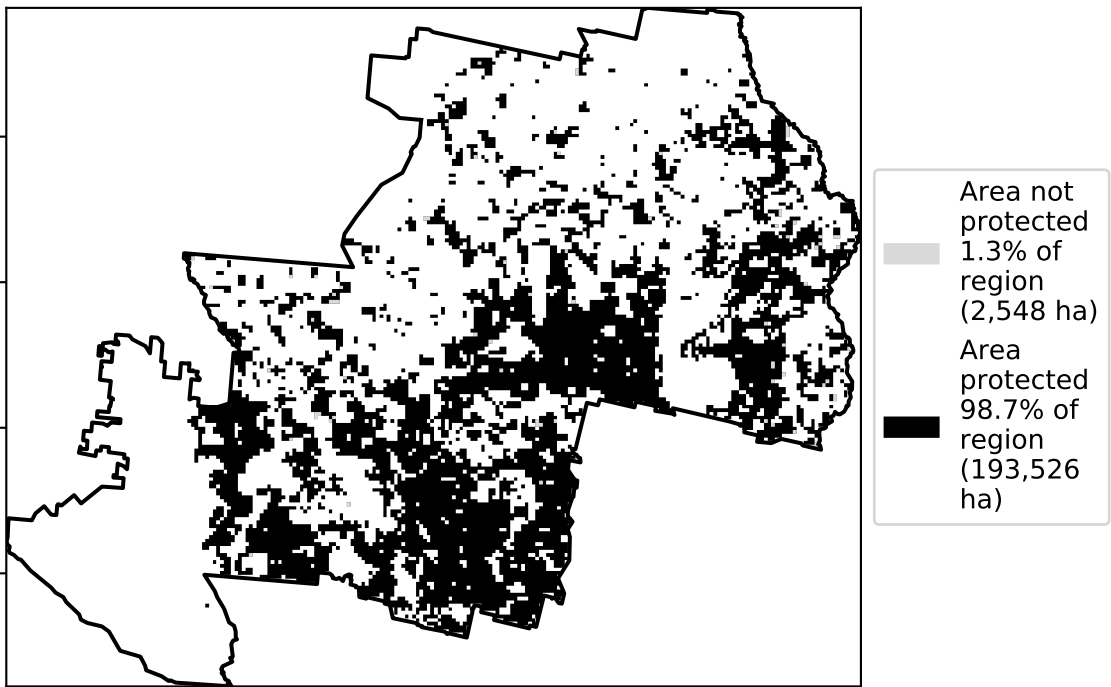 Area not
protected
1.3% of
region
(2,548 ha)
Area
protected
98.7% of
region
(193,526
ha)